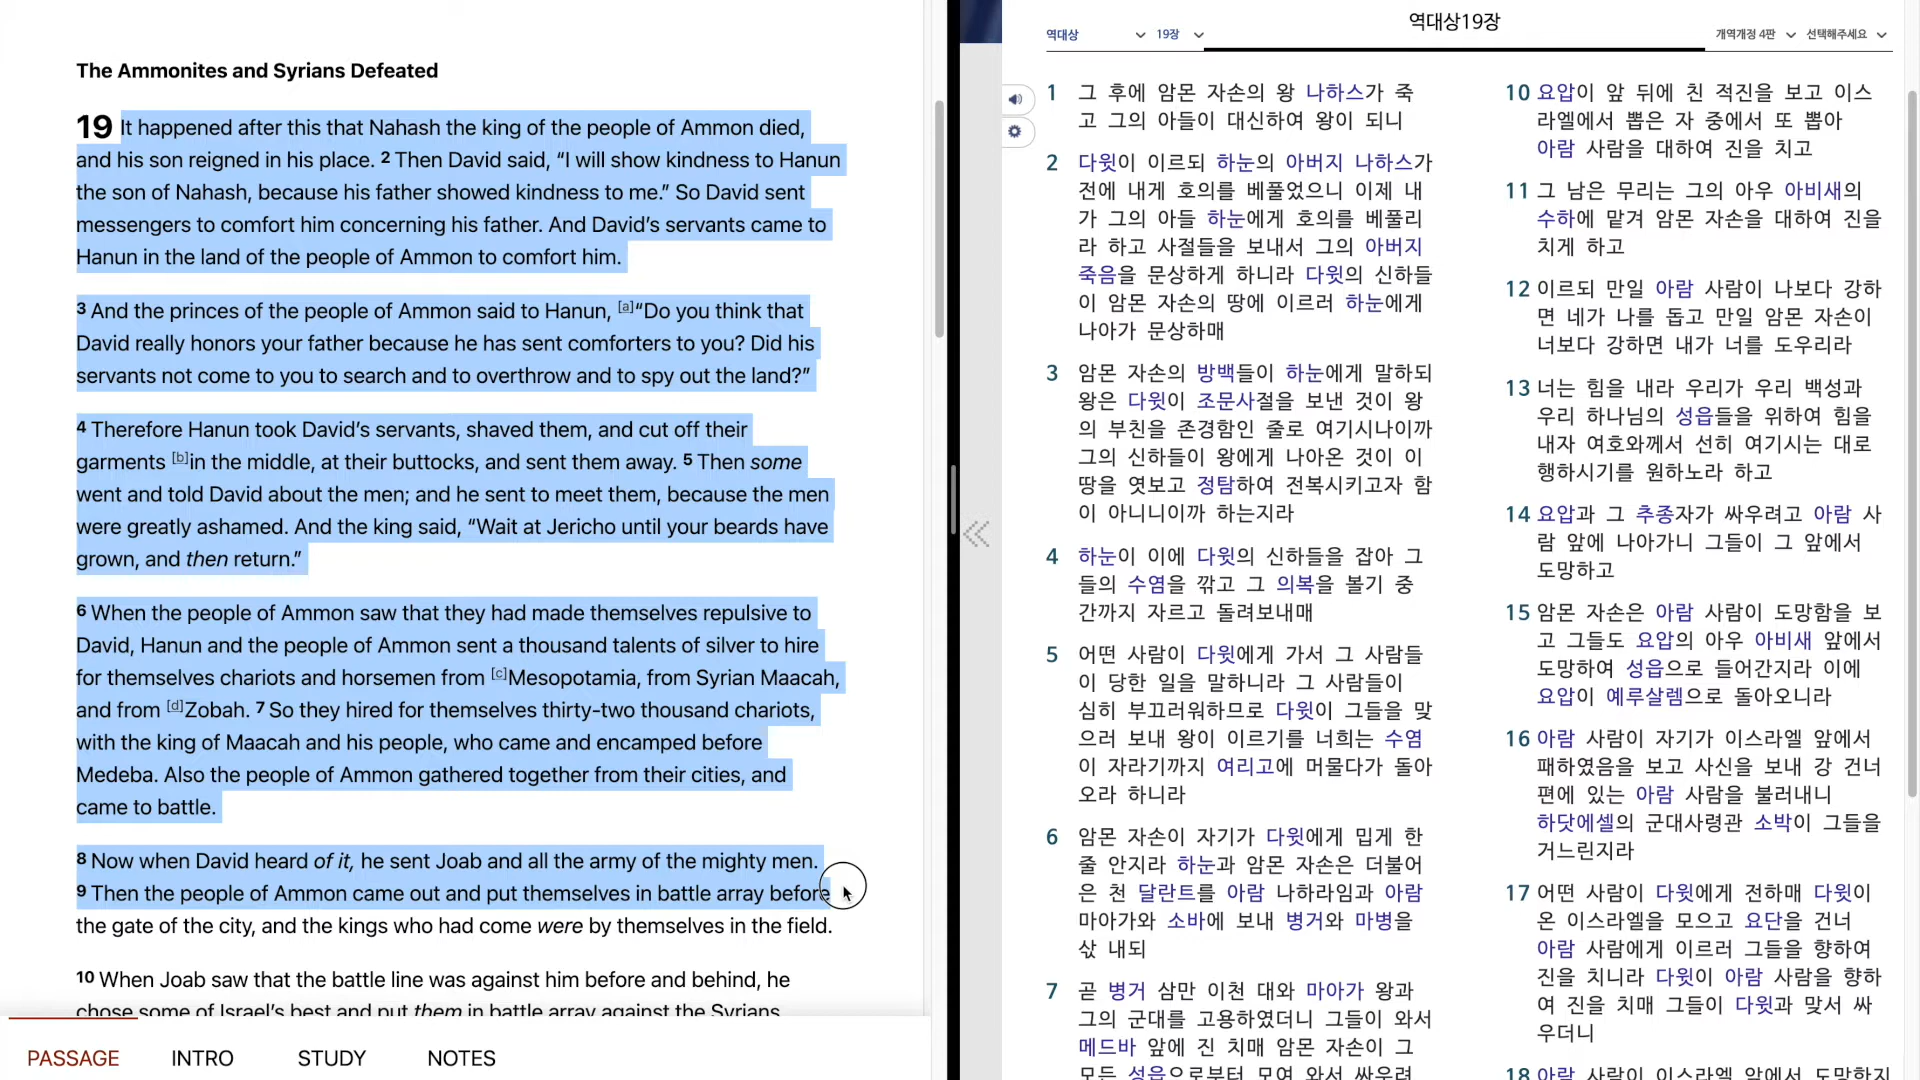 The Ammonites and Syrians Defeated
19 It happened after this that Nahash the king of the people of Ammon died,
and his son reigned in his place. 2 Then David said, “I will show kindness to Hanun
the son of Nahash, because his father showed kindness to me.” So David sent
messengers to comfort him concerning his father. And David’s servants came to
Hanun in the land of the people of Ammon to comfort him.
3 And the princes of the people of Ammon said to Hanun, [a]“Do you think that
David really honors your father because he has sent comforters to you? Did his
servants not come to you to search and to overthrow and to spy out the land?”
4 Therefore Hanun took David’s servants, shaved them, and cut off their
garments [b]in the middle, at their buttocks, and sent them away. 5 Then some
went and told David about the men; and he sent to meet them, because the men
were greatly ashamed. And the king said, “Wait at Jericho until your beards have
grown, and then return.”
6 When the people of Ammon saw that they had made themselves repulsive to
David, Hanun and the people of Ammon sent a thousand talents of silver to hire
for themselves chariots and horsemen from [c]Mesopotamia, from Syrian Maacah,
and from [d]Zobah. 7 So they hired for themselves thirty-two thousand chariots,
with the king of Maacah and his people, who came and encamped before
Medeba. Also the people of Ammon gathered together from their cities, and
came to battle.
8 Now when David heard of it, he sent Joab and all the army of the mighty men.
9 Then the people of Ammon came out and put themselves in battle array before
the gate of the city, and the kings who had come were by themselves in the field.
10 When Joab saw that the battle line was against him before and behind, he
chose some of Israel’s best and put them in battle array against the Syrians.
PASSAGE INTRO STUDY NOTES
역대상 19장 역대상19장 개역개정 4판 선택해주세요
1 그 후에 암몬 자손의 왕 나하스가 죽
고 그의 아들이 대신하여 왕이 되니
2 다윗이 이르되 하눈의 아버지 나하스가
전에 내게 호의를 베풀었으니 이제 내
가 그의 아들 하눈에게 호의를 베풀리
라 하고 사절들을 보내서 그의 아버지
죽음을 문상하게 하니라 다윗의 신하들
이 암몬 자손의 땅에 이르러 하눈에게
나아가 문상하매
3 암몬 자손의 방백들이 하눈에게 말하되
왕은 다윗이 조문사절을 보낸 것이 왕
의 부친을 존경함인 줄로 여기시나이까
그의 신하들이 왕에게 나아온 것이 이
땅을 엿보고 정탐하여 전복시키고자 함
이 아니니이까 하는지라
4 하눈이 이에 다윗의 신하들을 잡아 그
들의 수염을 깎고 그 의복을 볼기 중
간까지 자르고 돌려보내매
5 어떤 사람이 다윗에게 가서 그 사람들
이 당한 일을 말하니라 그 사람들이
심히 부끄러워하므로 다윗이 그들을 맞
으러 보내 왕이 이르기를 너희는 수염
이 자라기까지 여리고에 머물다가 돌아
오라 하니라
6 암몬 자손이 자기가 다윗에게 밉게 한
줄 안지라 하눈과 암몬 자손은 더불어
은 천 달란트를 아람 나하라임과 아람
마아가와 소바에 보내 병거와 마병을
삯 내되
7 곧 병거 삼만 이천 대와 마아가 왕과
그의 군대를 고용하였더니 그들이 와서
메드바 앞에 진 치매 암몬 자손이 그
모든 성읍으로부터 모여 와서 싸우려
10 요압이 앞 뒤에 친 적진을 보고 이스
라엘에서 뽑은 자 중에서 또 뽑아
아람 사람을 대하여 진을 치고
11 그 남은 무리는 그의 아우 아비새의
수하에 맡겨 암몬 자손을 대하여 진을
치게 하고
12 이르되 만일 아람 사람이 나보다 강하
면 네가 나를 돕고 만일 암몬 자손이
너보다 강하면 내가 너를 도우리라
13 너는 힘을 내라 우리가 우리 백성과
우리 하나님의 성읍들을 위하여 힘을
내자 여호와께서 선히 여기시는 대로
행하시기를 원하노라 하고
14 요압과 그 추종자가 싸우려고 아람 사
람 앞에 나아가니 그들이 그 앞에서
도망하고
15 암몬 자손은 아람 사람이 도망함을 보
고 그들도 요압의 아우 아비새 앞에서
도망하여 성읍으로 들어간지라 이에
요압이 예루살렘으로 돌아오니라
16 아람 사람이 자기가 이스라엘 앞에서
패하였음을 보고 사신을 보내 강 건너
편에 있는 아람 사람을 불러내니
하닷에셀의 군대사령관 소박이 그들을
거느린지라
17 어떤 사람이 다윗에게 전하매 다윗이
온 이스라엘을 모으고 요단을 건너
아람 사람에게 이르러 그들을 향하여
진을 치니라 다윗이 아람 사람을 향하
여 진을 치매 그들이 다윗과 맞서 싸
우더니
18 아람 사람이 이스라엘 앞에서 도망한지